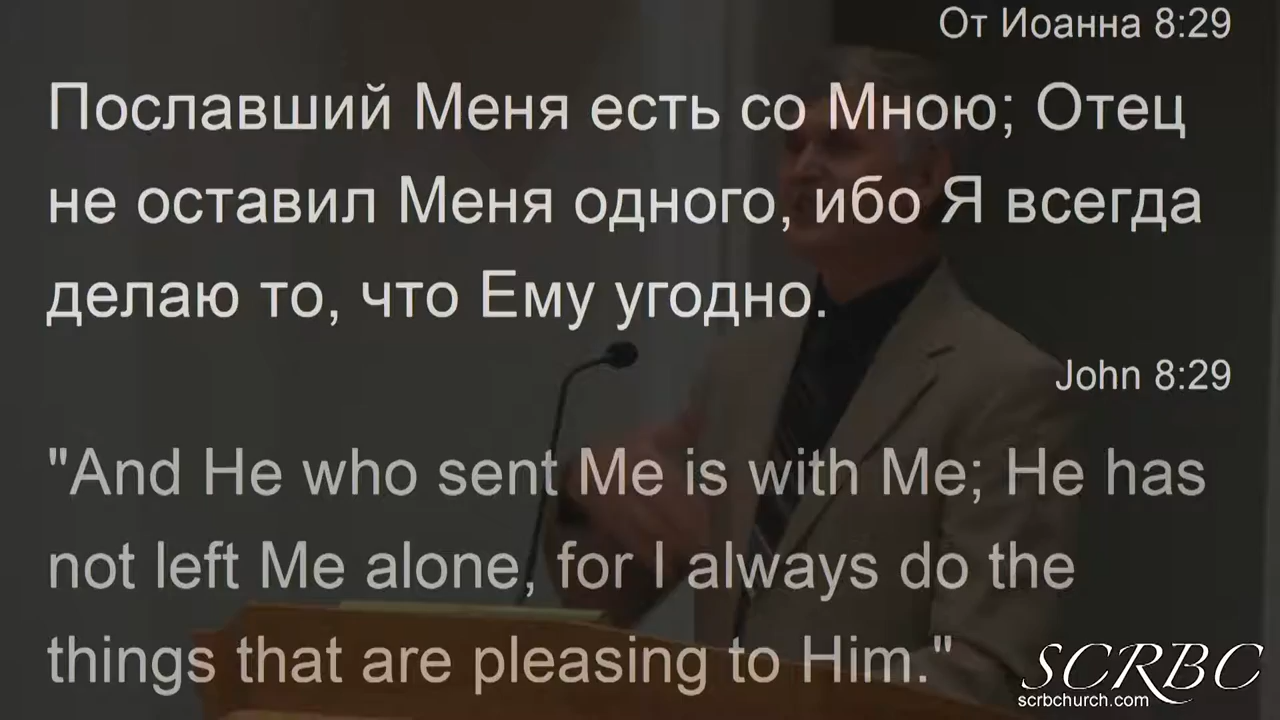 От Иоанна 8:29
Пославший Меня есть со Мною; Отец
не оставил Меня одного, ибо Я всегда
делаю то, что Ему угодно.
John 8:29
"And He who sent Me is with Me; He has
not left Me alone, for I always do the
things that are pleasing to Him."
SCRBC
scrbchurch.com